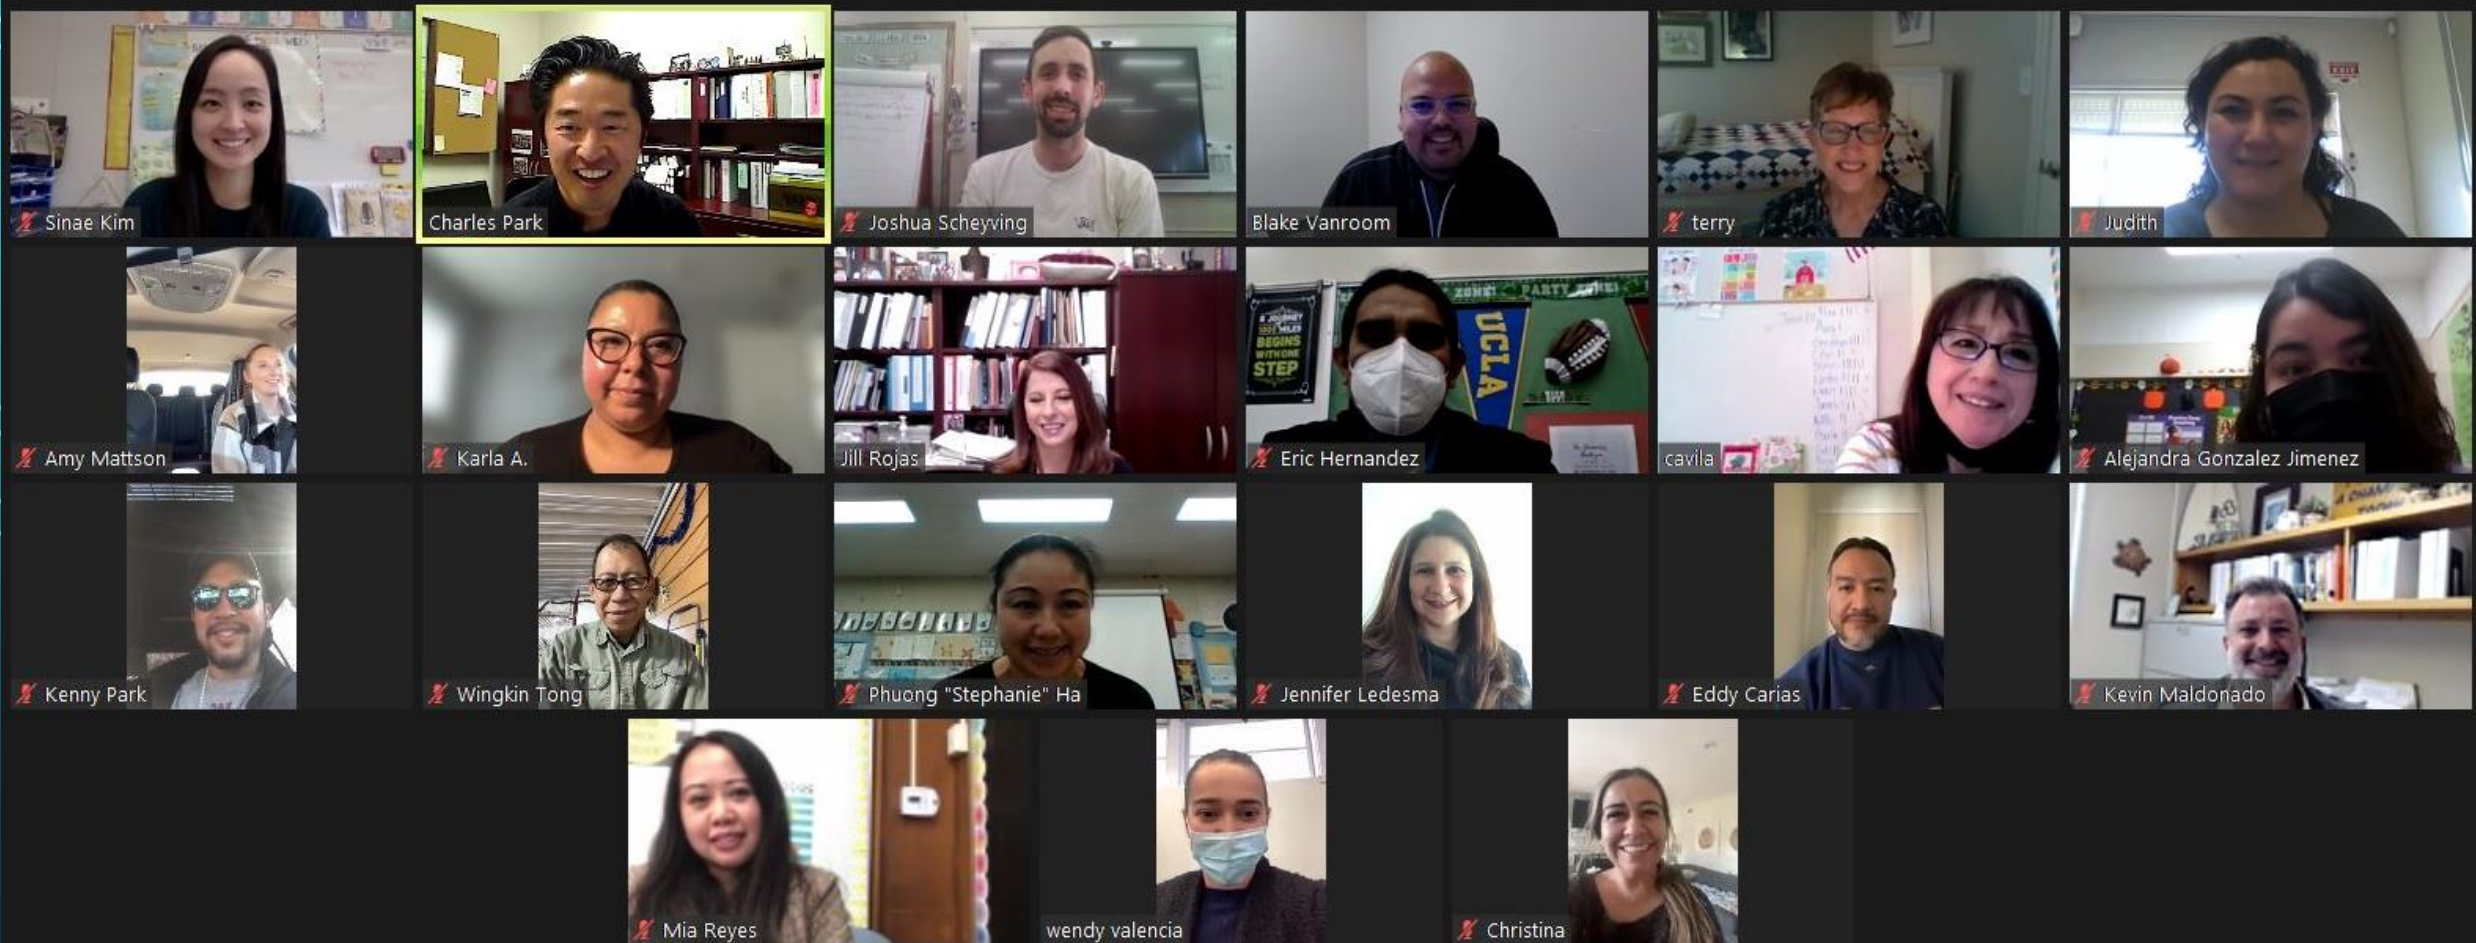 Sinae Kim
Charles Park
Joshua Scheyving
Blake Vanroom
terry
Judith
EXIT
Amy Mattson
Karla A.
Jill Rojas
A JOURNEY
1000 MILES
BEGINS
WITH ONE
STEP
ZONE! PARTY ZONE!
UCLA
Eric Hernandez
cavila
Alejandra Gonzalez Jimenez
Kenny Park
Wingkin Tong
Phuong "Stephanie" Ha
Jennifer Ledesma
Eddy Carias
Kevin Maldonado
Mia Reyes
wendy valencia
Christina